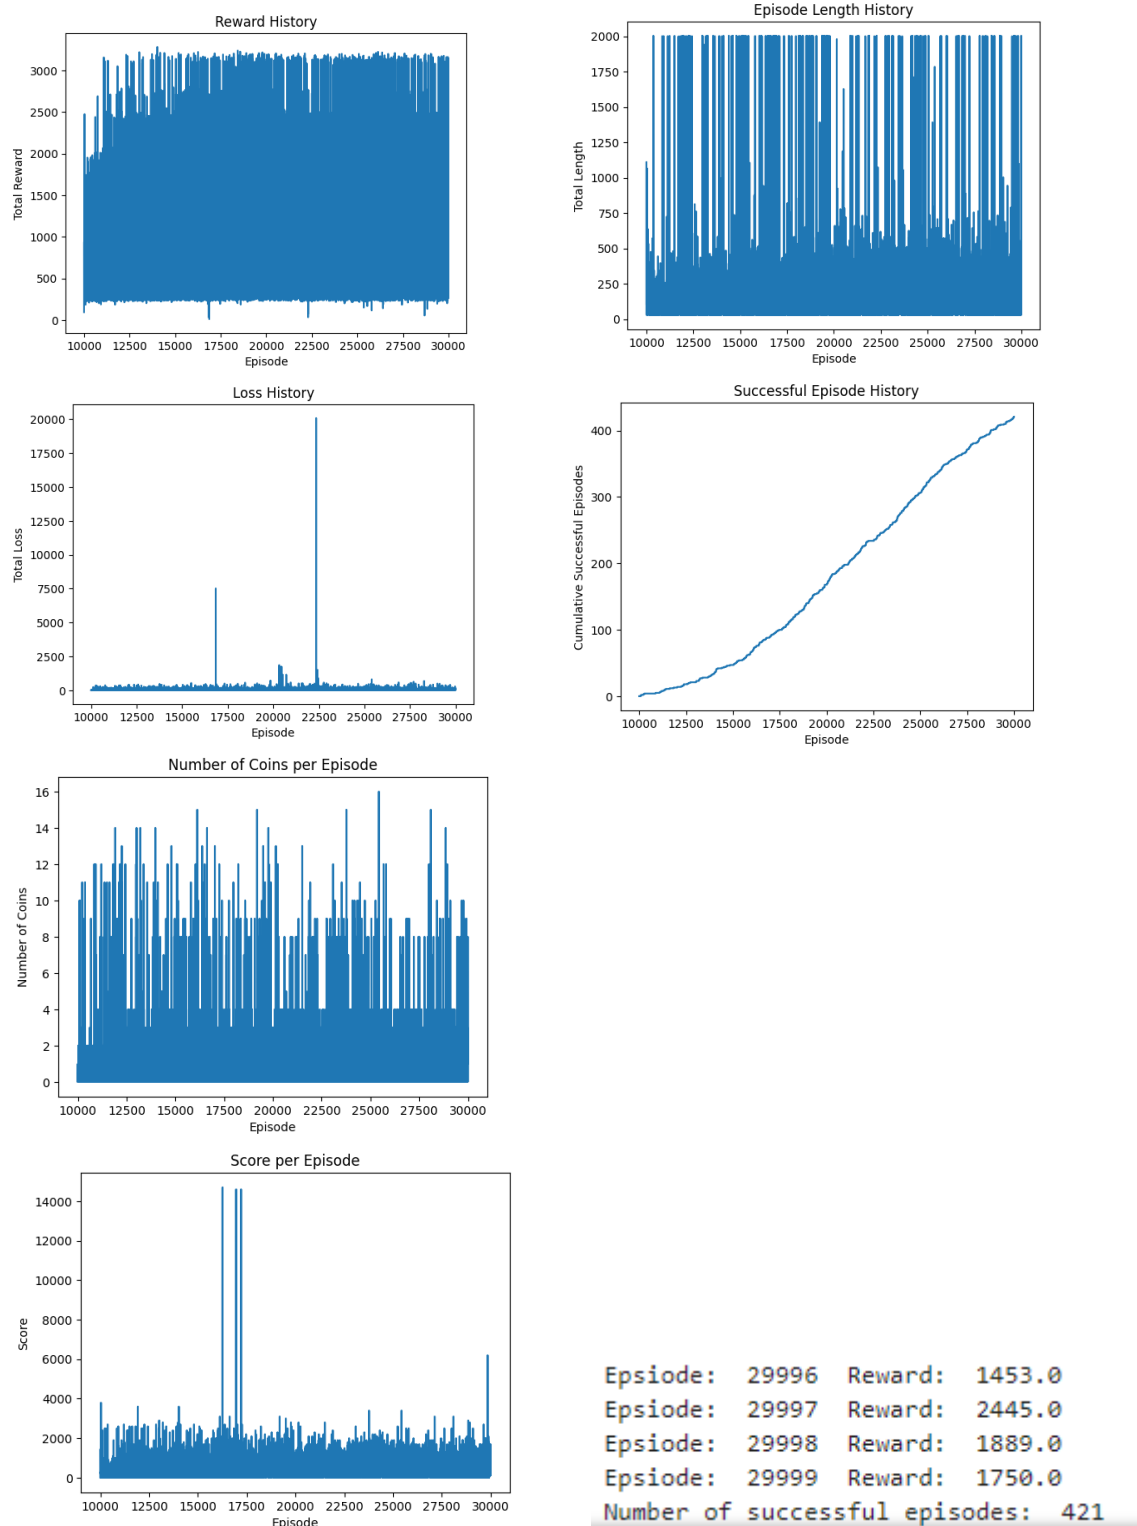 Reward History
3000
2500
2000
1500
1000
500
0
Total Reward
10000 12500 15000 17500 20000 22500 25000 27500 30000
Episode
Episode Length History
2000
1750
1500
1250
1000
750
500
250
0
Total Length
10000 12500 15000 17500 20000 22500 25000 27500 30000
Episode
Loss History
20000
17500
15000
12500
10000
7500
5000
2500
0
Total Loss
10000 12500 15000 17500 20000 22500 25000 27500 30000
Episode
Successful Episode History
400
300
200
100
0
Cumulative Successful Episodes
10000 12500 15000 17500 20000 22500 25000 27500 30000
Episode
Number of Coins per Episode
16
14
12
10
8
6
4
2
0
Number of Coins
10000 12500 15000 17500 20000 22500 25000 27500 30000
Episode
Score per Episode
14000
12000
10000
8000
6000
4000
2000
0
Score
10000 12500 15000 17500 20000 22500 25000 27500 30000
Episode
Epsiode: 29996 Reward: 1453.0
Epsiode: 29997 Reward: 2445.0
Epsiode: 29998 Reward: 1889.0
Epsiode: 29999 Reward: 1750.0
Number of successful episodes: 421